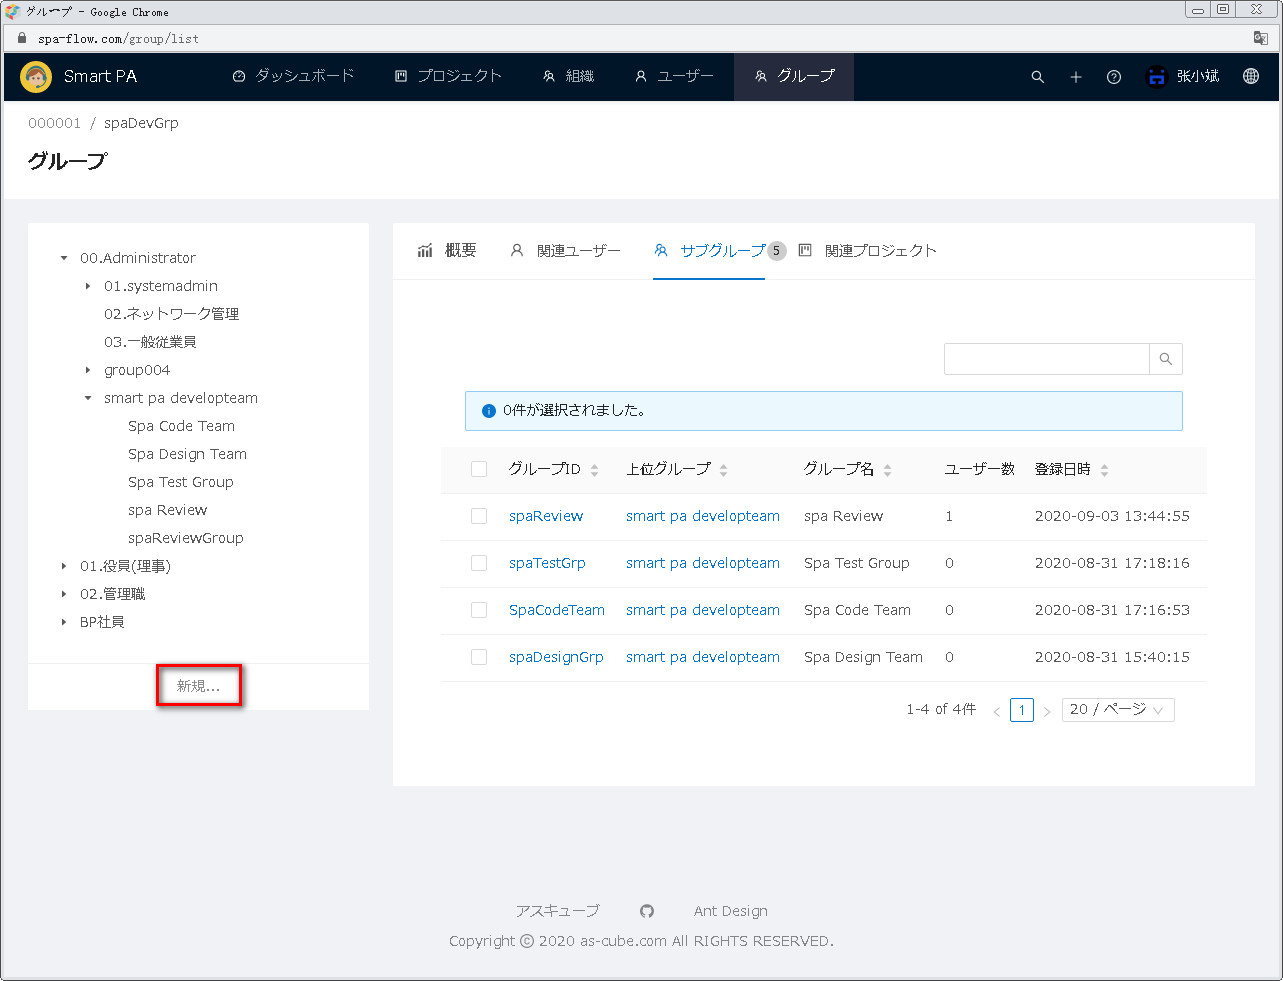 グループ - Google Chrome
spa-flow.com/group/list
Smart PA ダッシュボード プロジェクト 組織 ユーザー グループ 张小斌
000001 / spaDevGrp
グループ
00.Administrator
01.systemadmin
02.ネットワーク管理
03.一般従業員
group004
smart pa developteam
Spa Code Team
Spa Design Team
Spa Test Group
spa Review
spaReviewGroup
01.役員(理事)
02.管理職
BP社員
新規...
概要 関連ユーザー サブグループ 5 関連プロジェクト
0件が選択されました。
グループID 上位グループ グループ名 ユーザー数 登録日時
spaReview smart pa developteam spa Review 1 2020-09-03 13:44:55
spaTestGrp smart pa developteam Spa Test Group 0 2020-08-31 17:18:16
SpaCodeTeam smart pa developteam Spa Code Team 0 2020-08-31 17:16:53
spaDesignGrp smart pa developteam Spa Design Team 0 2020-08-31 15:40:15
1-4 of 4件 < 1 > 20 / ページ
アスキューブ Ant Design
Copyright © 2020 as-cube.com All RIGHTS RESERVED.